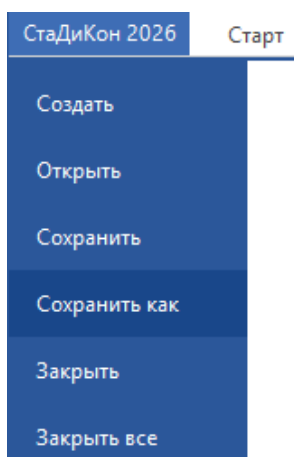 СтаДиКон 2026 Старт
Создать
Открыть
Сохранить
Сохранить как
Закрыть
Закрыть все